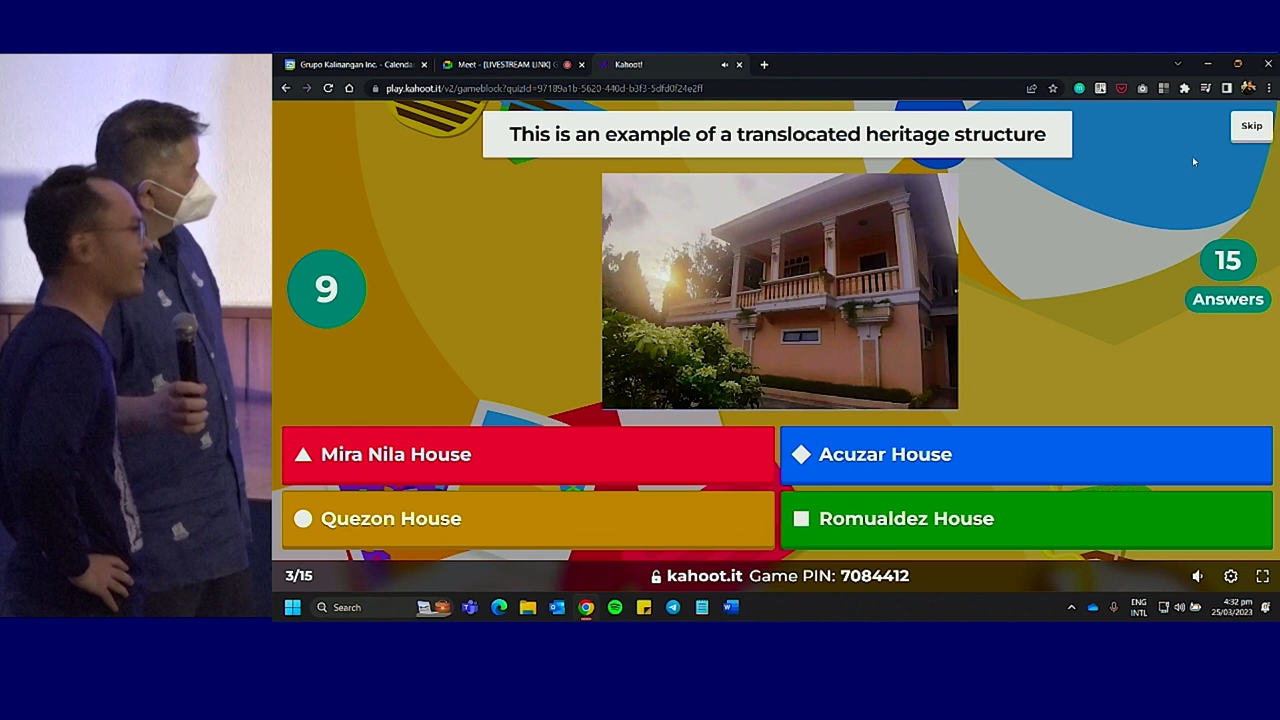 Grupo Kalinangan Inc. - Calenda
Meet - [LIVESTREAM LINK] G
Kahoot!
play.kahoot.it/v2/gameblock?quizId=97189a1b-5620-440d-b3f3-5dfd0f24e2ff
This is an example of a translocated heritage structure
Skip
9
15
Answers
Mira Nila House
Acuzar House
Quezon House
Romualdez House
3/15
kahoot.it Game PIN: 7084412
Search
ENG
INTL
4:32 pm
25/03/2023